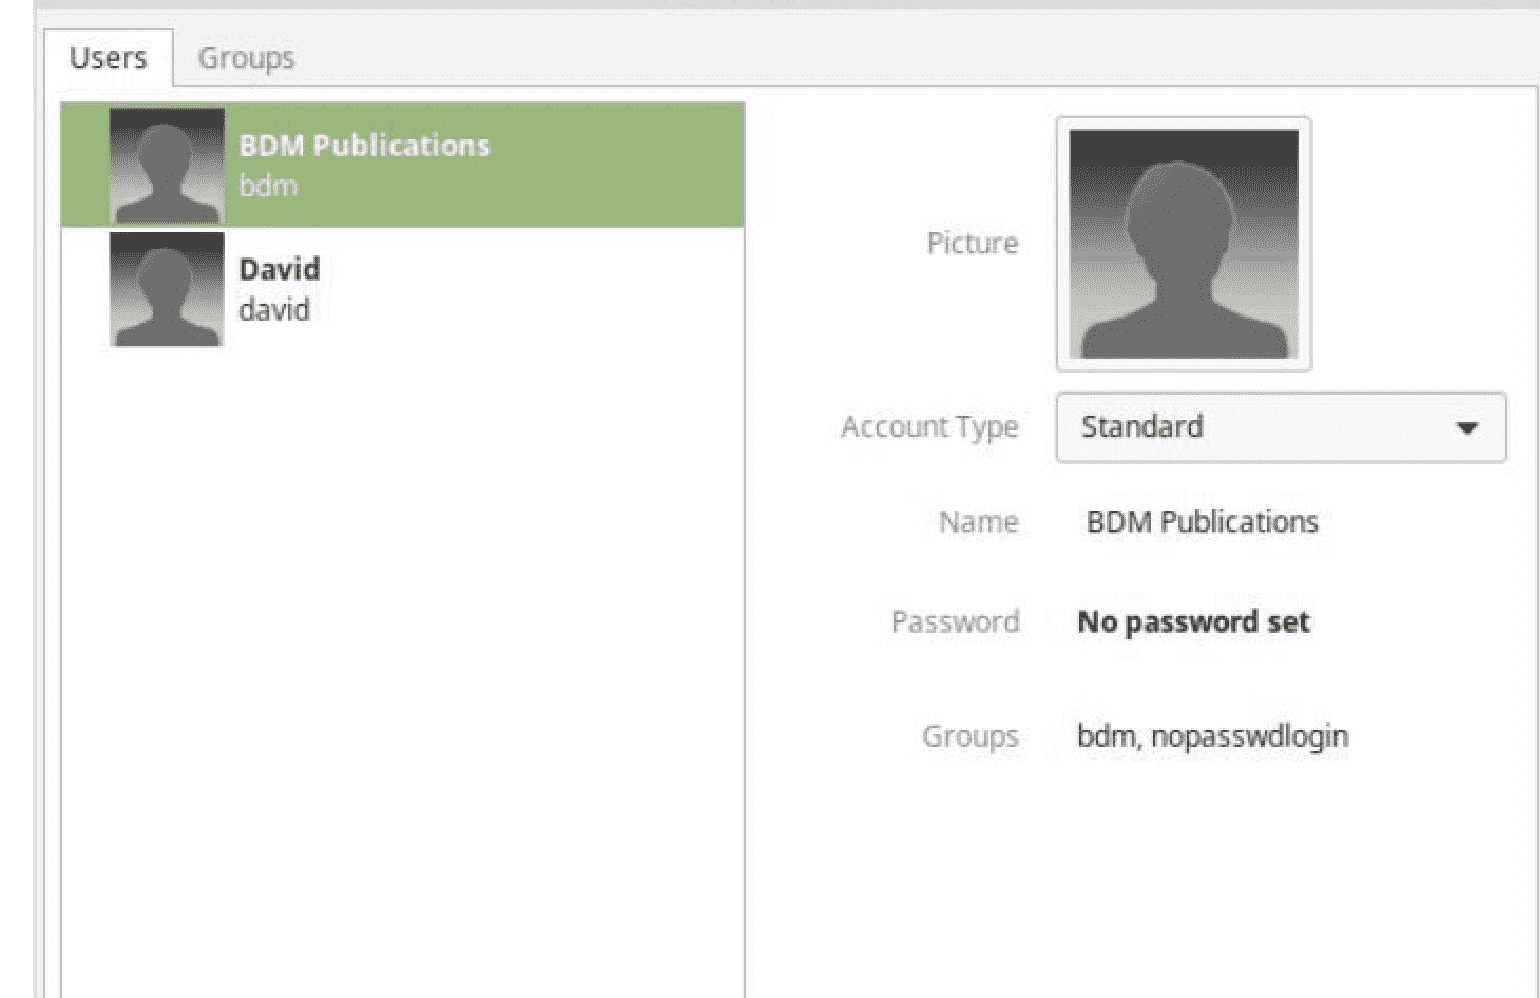 Users
Groups
BDM Publications
bdm
David
david
Picture
Account Type
Standard
Name
BDM Publications
Password
No password set
Groups
bdm, nopasswdlogin